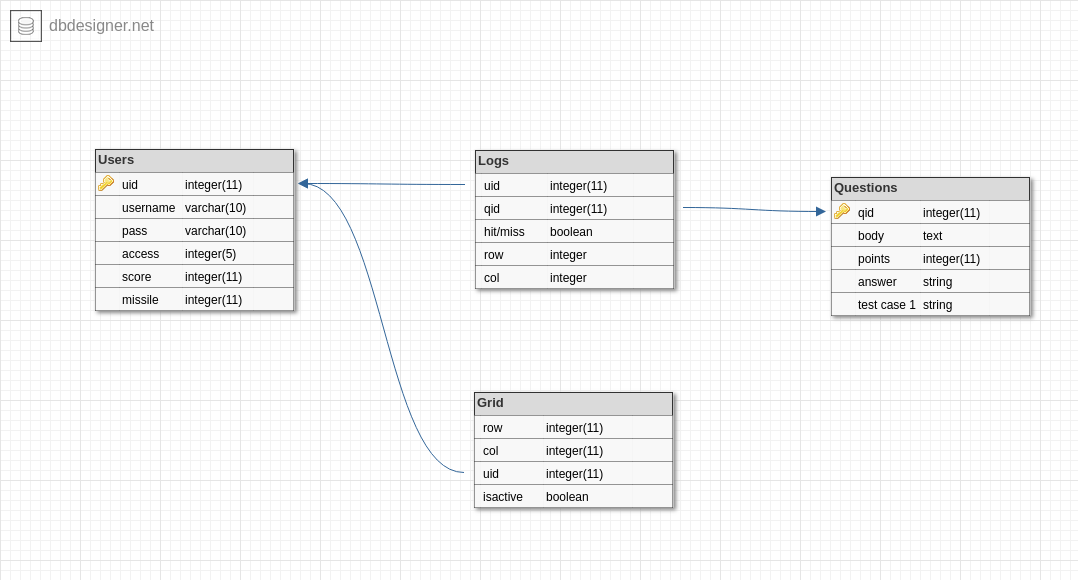 dbdesigner.net
Users
uid integer(11)
username varchar(10)
pass varchar(10)
access integer(5)
score integer(11)
missile integer(11)
Logs
uid integer(11)
qid integer(11)
hit/miss boolean
row integer
col integer
Questions
qid integer(11)
body text
points integer(11)
answer string
test case 1 string
Grid
row integer(11)
col integer(11)
uid integer(11)
isactive boolean